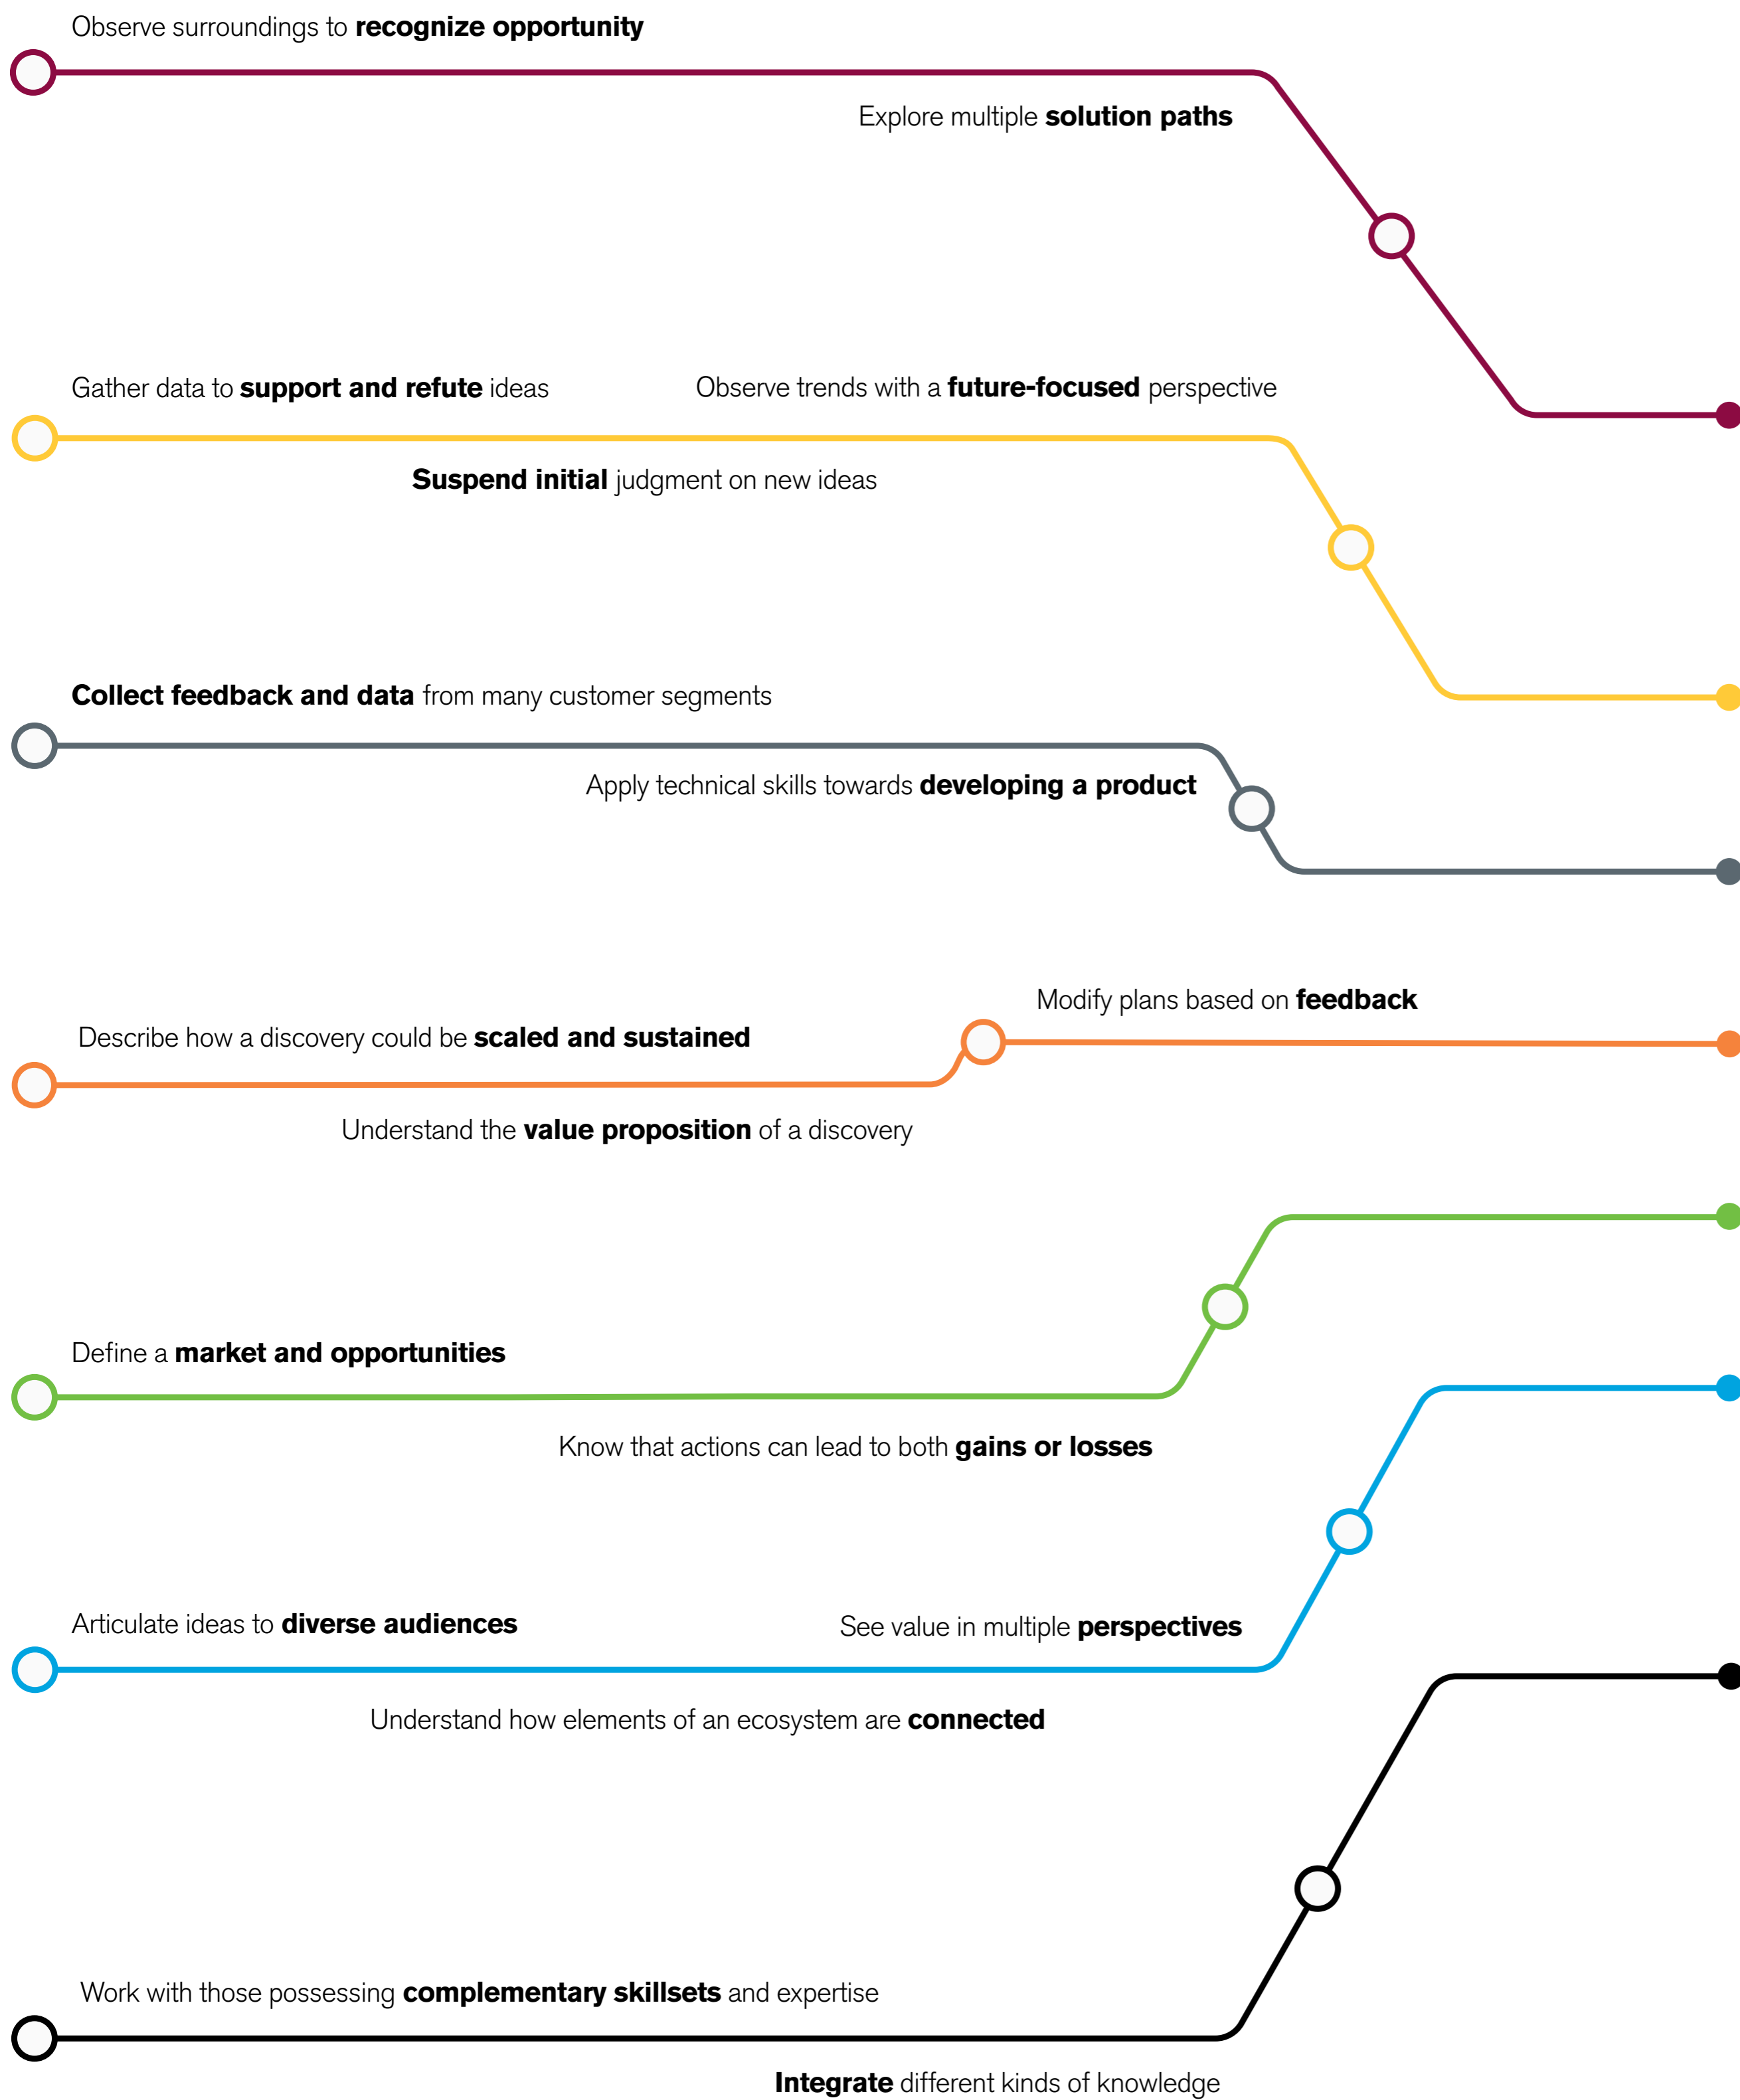 Observe surroundings to recognize opportunity
Explore multiple solution paths
Gather data to support and refute ideas
Observe trends with a future-focused perspective
Suspend initial judgment on new ideas
Collect feedback and data from many customer segments
Apply technical skills towards developing a product
Modify plans based on feedback
Describe how a discovery could be scaled and sustained
Understand the value proposition of a discovery
Define a market and opportunities
Know that actions can lead to both gains or losses
Articulate ideas to diverse audiences
See value in multiple perspectives
Understand how elements of an ecosystem are connected
Work with those possessing complementary skillsets and expertise
Integrate different kinds of knowledge